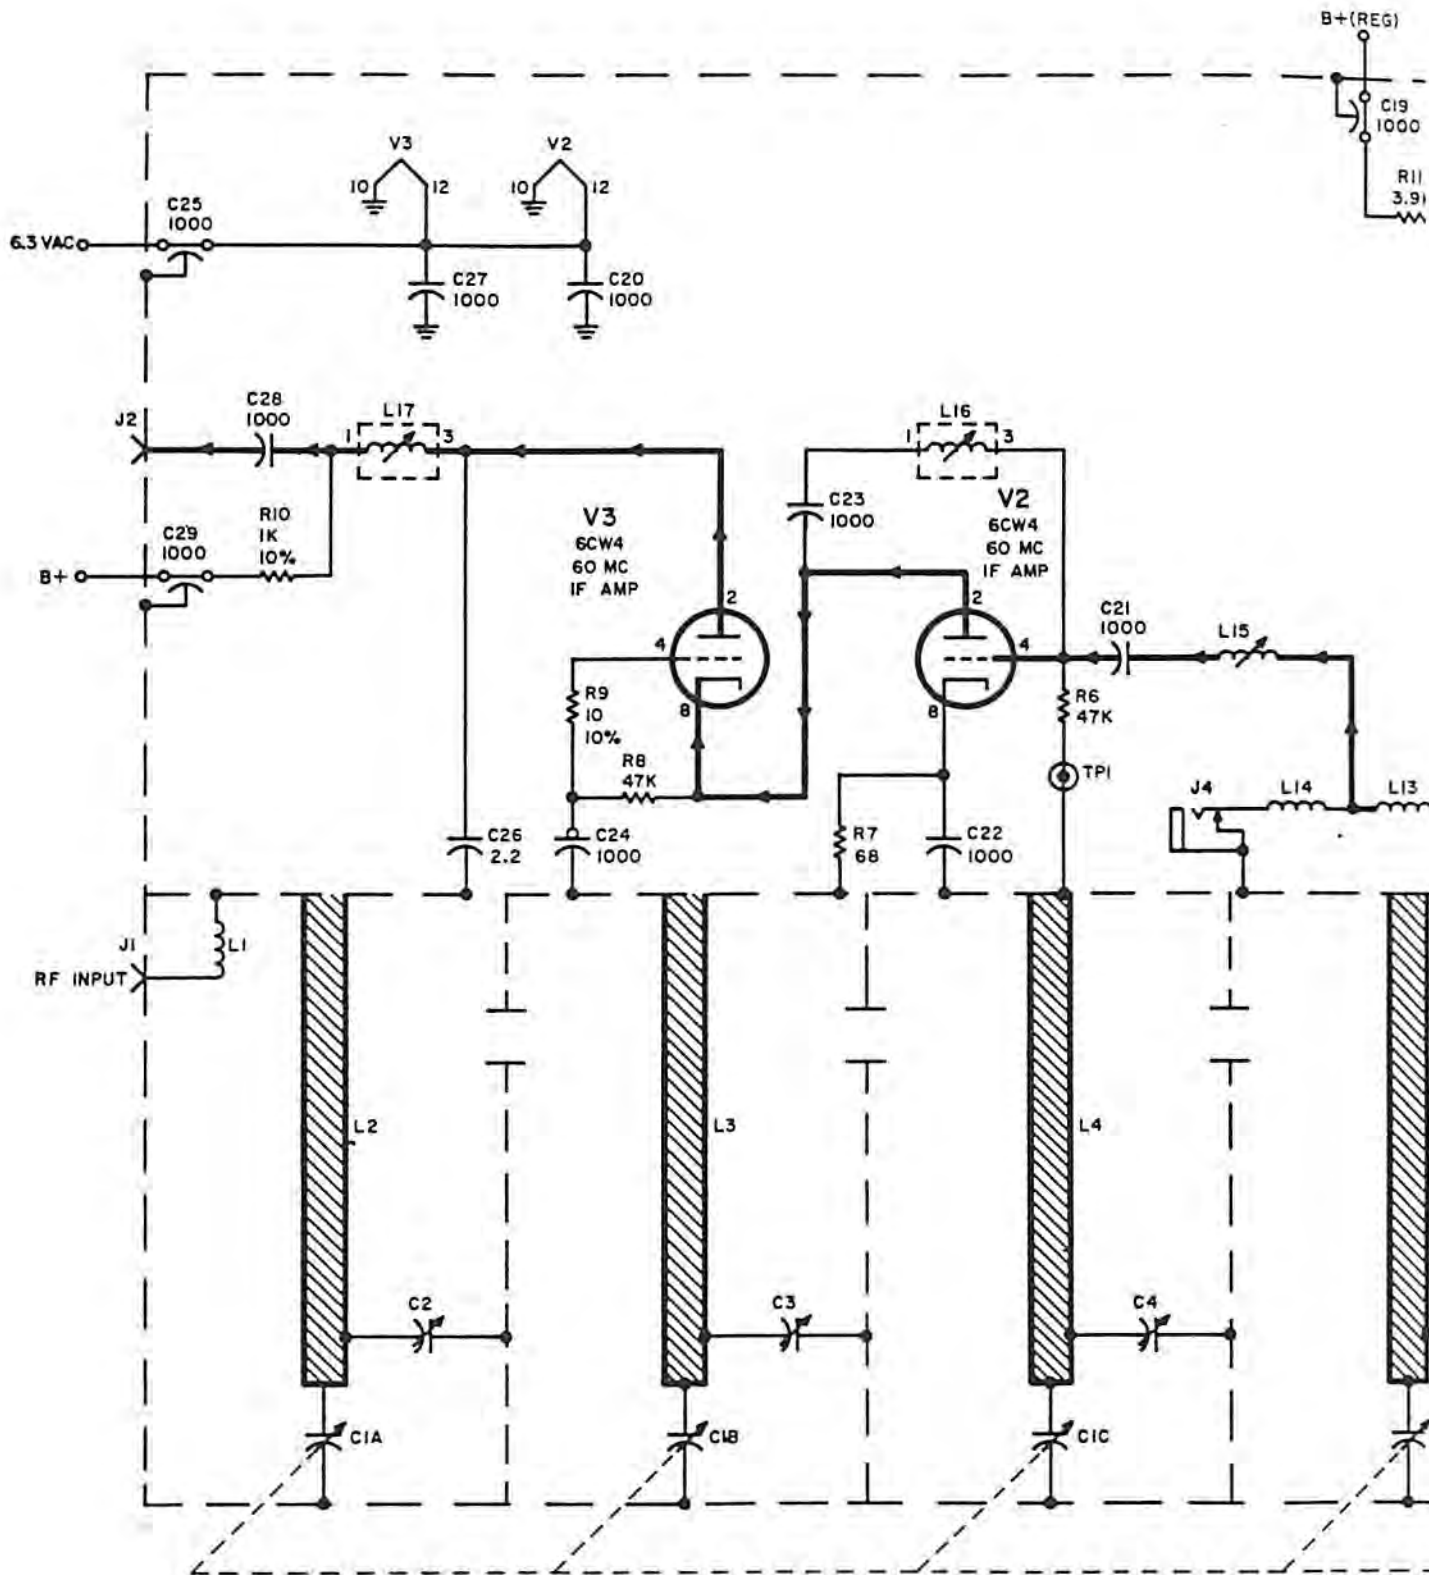 B+(REG)
C19
1000
R11
3.9
V3
V2
10
12
10
12
C25
1000
6.3 VAC
C27
1000
C20
1000
J2
C28
1000
L17
1
3
L16
1
3
C23
1000
V2
6CW4
60 MC
IF AMP
V3
6CW4
60 MC
IF AMP
R10
1K
10%
C29
1000
B+
2
4
8
2
4
8
C21
1000
L15
R9
10
10%
R8
47K
R6
47K
TP1
J4
L14
L13
C26
2.2
C24
1000
R7
68
C22
1000
J1
L1
RF INPUT
L2
L3
L4
C2
C3
C4
C1A
C1B
C1C